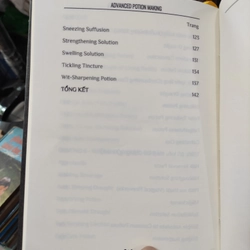 ADVANCED POTION MAKING
Trang
Sneezing Suffusion 125
Strengthening Solution 127
Swelling Solution 131
Tickling Tincture 134
Wit-Sharpening Potion 137
TỔNG KẾT 142